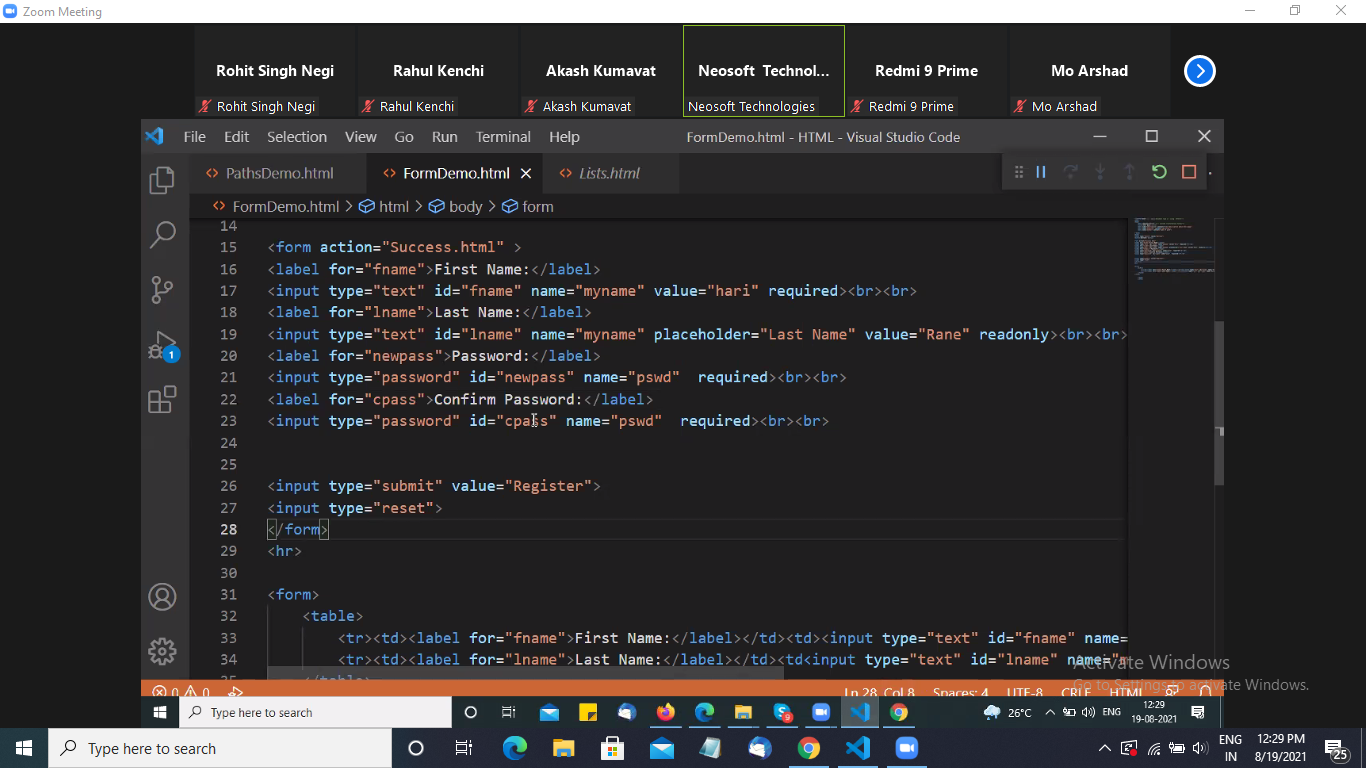 Zoom Meeting
Rohit Singh Negi
Rahul Kenchi
Akash Kumavat
Neosoft Technol...
Redmi 9 Prime
Mo Arshad
Rohit Singh Negi
Rahul Kenchi
Akash Kumavat
Neosoft Technologies
Redmi 9 Prime
Mo Arshad
File Edit Selection View Go Run Terminal Help
FormDemo.html - HTML - Visual Studio Code
PathsDemo.html
FormDemo.html
Lists.html
FormDemo.html > html > body > form
14
15 <form action="Success.html" >
16 <label for="fname">First Name:</label>
17 <input type="text" id="fname" name="myname" value="hari" required><br><br>
18 <label for="lname">Last Name:</label>
19 <input type="text" id="lname" name="myname" placeholder="Last Name" value="Rane" readonly><br><br>
20 <label for="newpass">Password:</label>
21 <input type="password" id="newpass" name="pswd"  required><br><br>
22 <label for="cpass">Confirm Password:</label>
23 <input type="password" id="cpass" name="pswd"  required><br><br>
24
25
26 <input type="submit" value="Register">
27 <input type="reset">
28 </form>
29 <hr>
30
31 <form>
32 <table>
33 <tr><td><label for="fname">First Name:</label></td><td><input type="text" id="fname" name=
34 <tr><td><label for="lname">Last Name:</label></td><td<input type="text" id="lname" name=
Activate Windows
Go to Settings to activate Windows.
1
0 0
Ln 28, Col 8 Spaces: 4 UTF-8 CRLF HTML
Type here to search
26°C
ENG
12:29
19-08-2021
Type here to search
ENG
IN
12:29 PM
8/19/2021
25